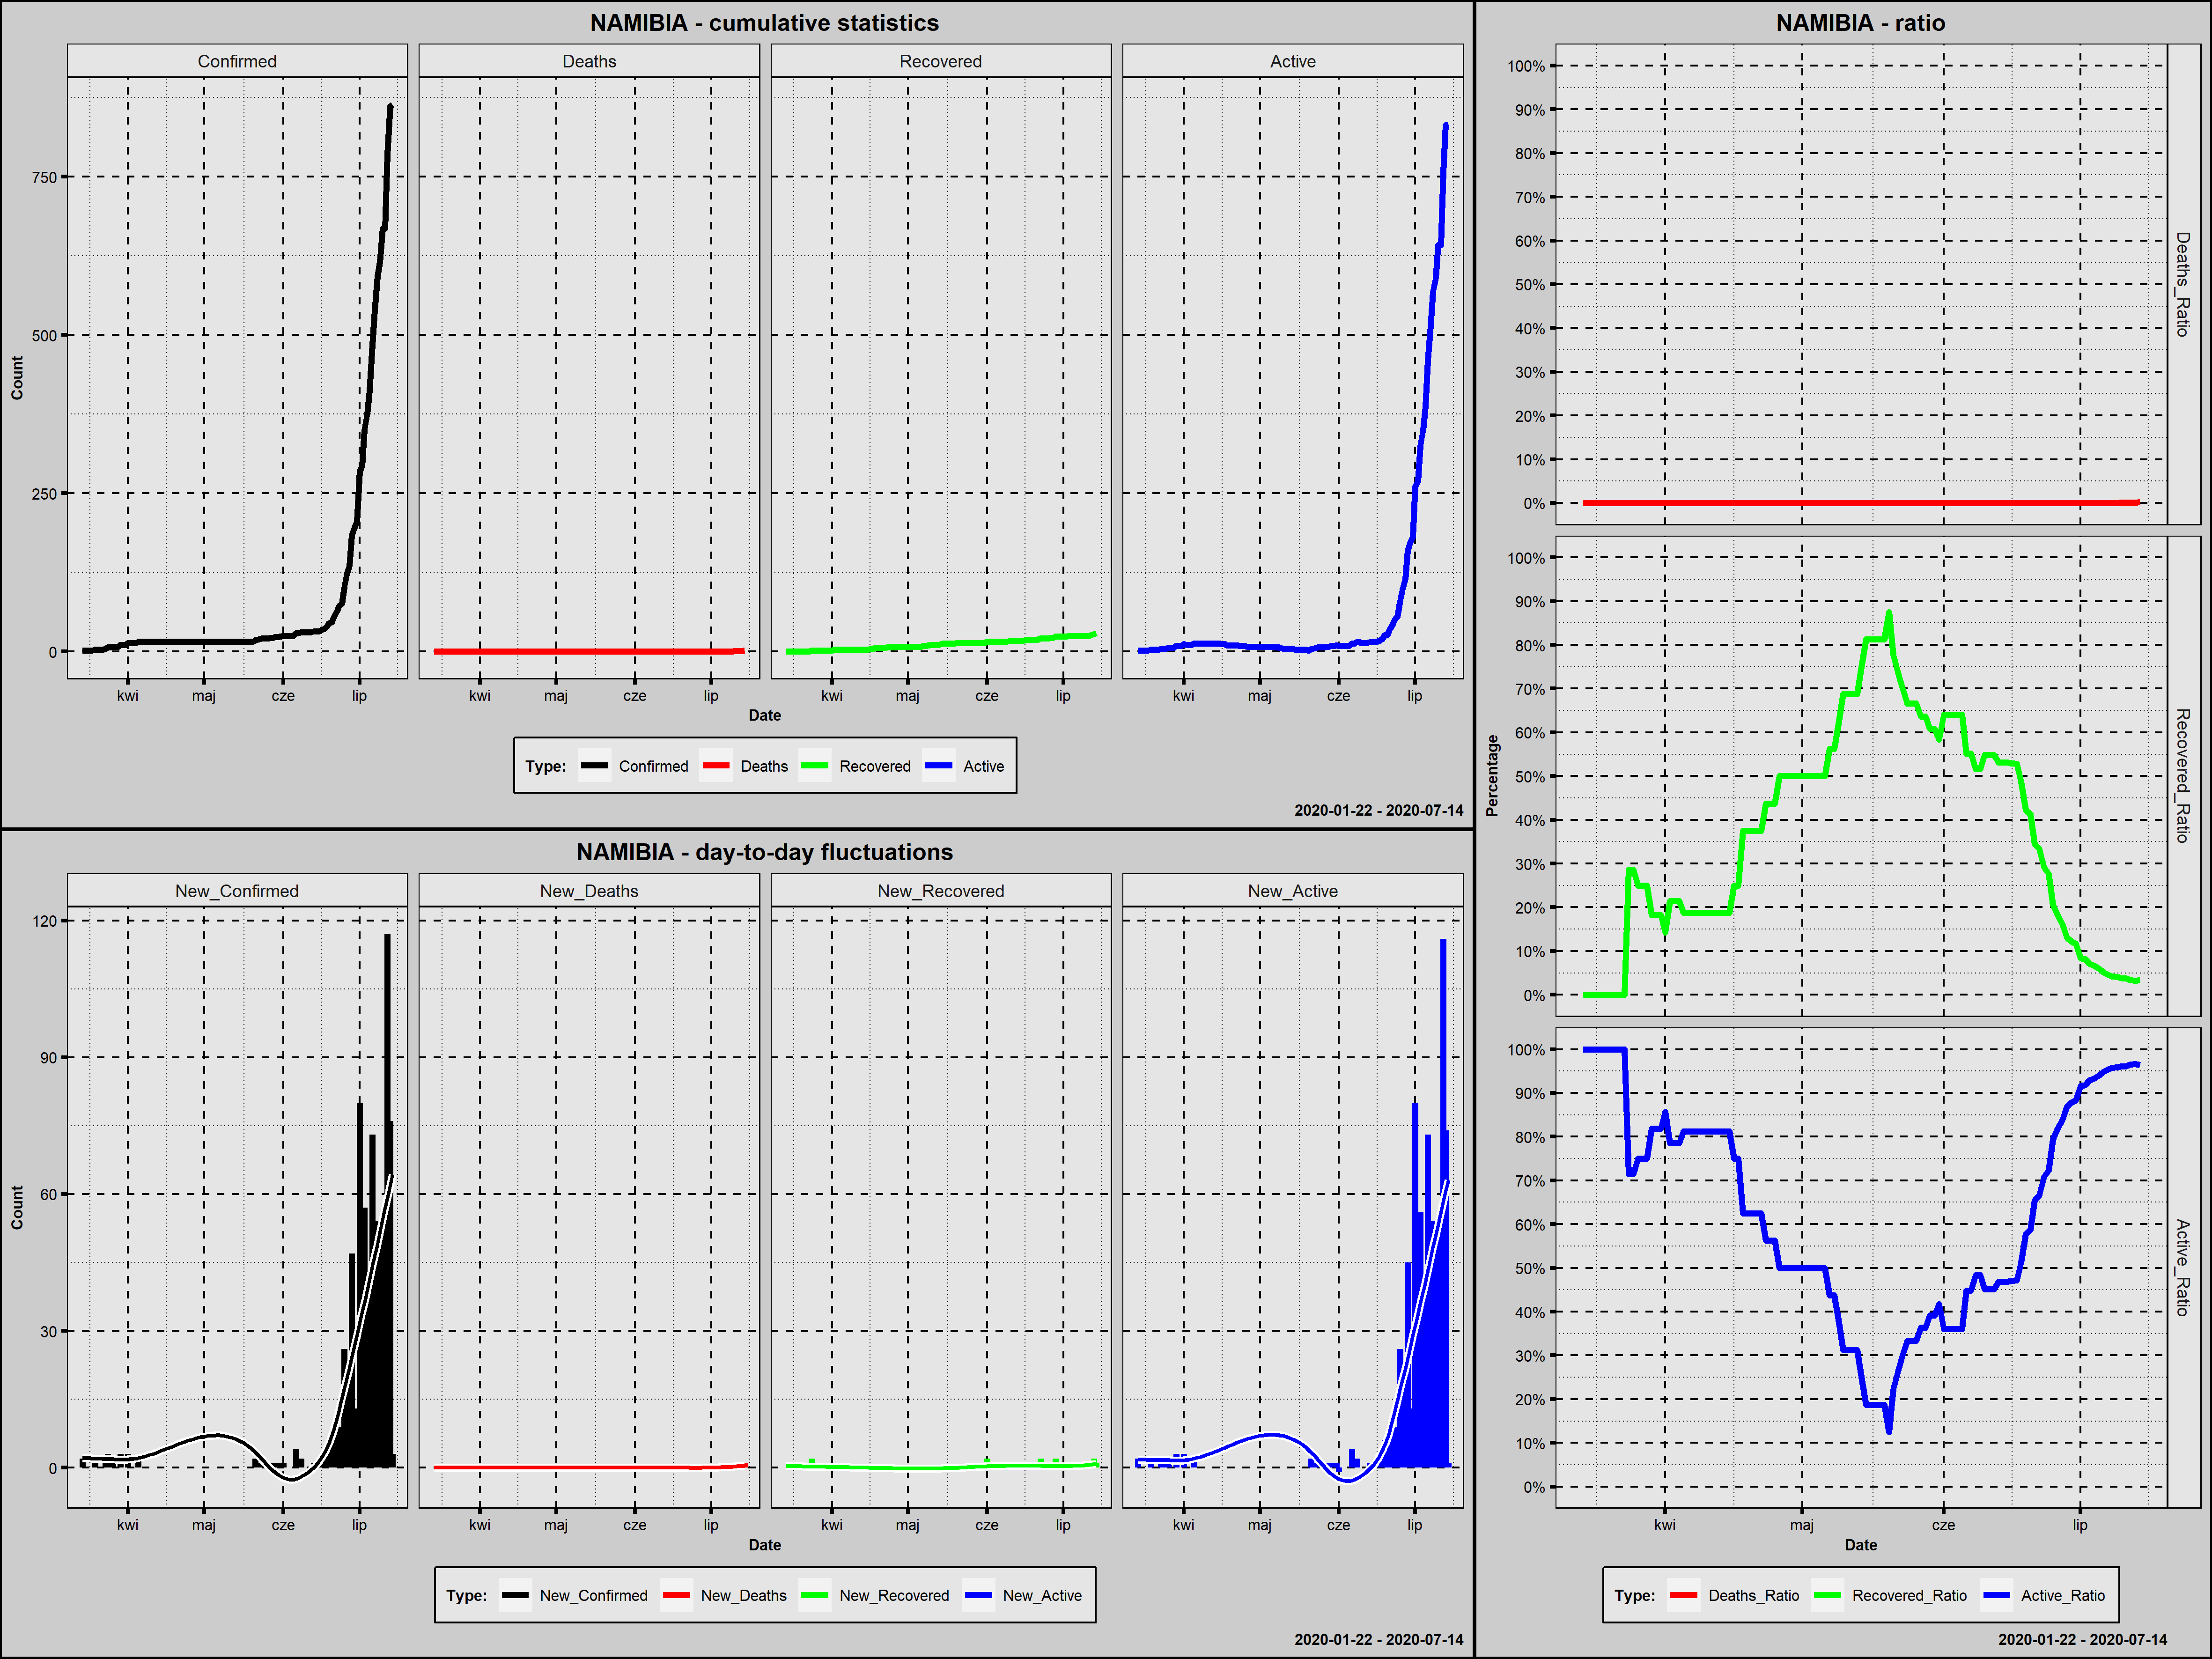 NAMIBIA - cumulative statistics
Confirmed Deaths Recovered Active
Count
750
500
250
0
kwi maj cze lip kwi maj cze lip kwi maj cze lip kwi maj cze lip
Date
Type: Confirmed Deaths Recovered Active
2020-01-22 - 2020-07-14
NAMIBIA - day-to-day fluctuations
New_Confirmed New_Deaths New_Recovered New_Active
Count
120
90
60
30
0
kwi maj cze lip kwi maj cze lip kwi maj cze lip kwi maj cze lip
Date
Type: New_Confirmed New_Deaths New_Recovered New_Active
2020-01-22 - 2020-07-14
NAMIBIA - ratio
Percentage
100%
90%
80%
70%
60%
50%
40%
30%
20%
10%
0%
Deaths_Ratio
100%
90%
80%
70%
60%
50%
40%
30%
20%
10%
0%
Recovered_Ratio
100%
90%
80%
70%
60%
50%
40%
30%
20%
10%
0%
Active_Ratio
kwi maj cze lip
Date
Type: Deaths_Ratio Recovered_Ratio Active_Ratio
2020-01-22 - 2020-07-14